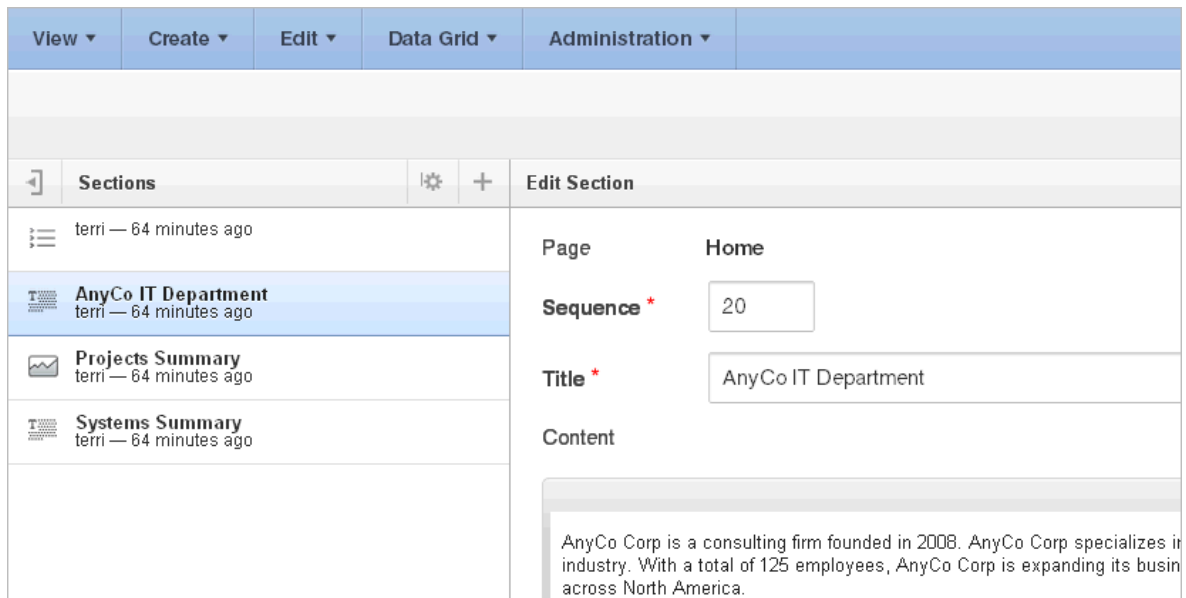 View Create Edit Data Grid Administration
Sections
Edit Section
terri — 64 minutes ago
AnyCo IT Department
terri — 64 minutes ago
Projects Summary
terri — 64 minutes ago
Systems Summary
terri — 64 minutes ago
Page Home
Sequence * 20
Title * AnyCo IT Department
Content
AnyCo Corp is a consulting firm founded in 2008. AnyCo Corp specializes
industry. With a total of 125 employees, AnyCo Corp is expanding its
across North America.